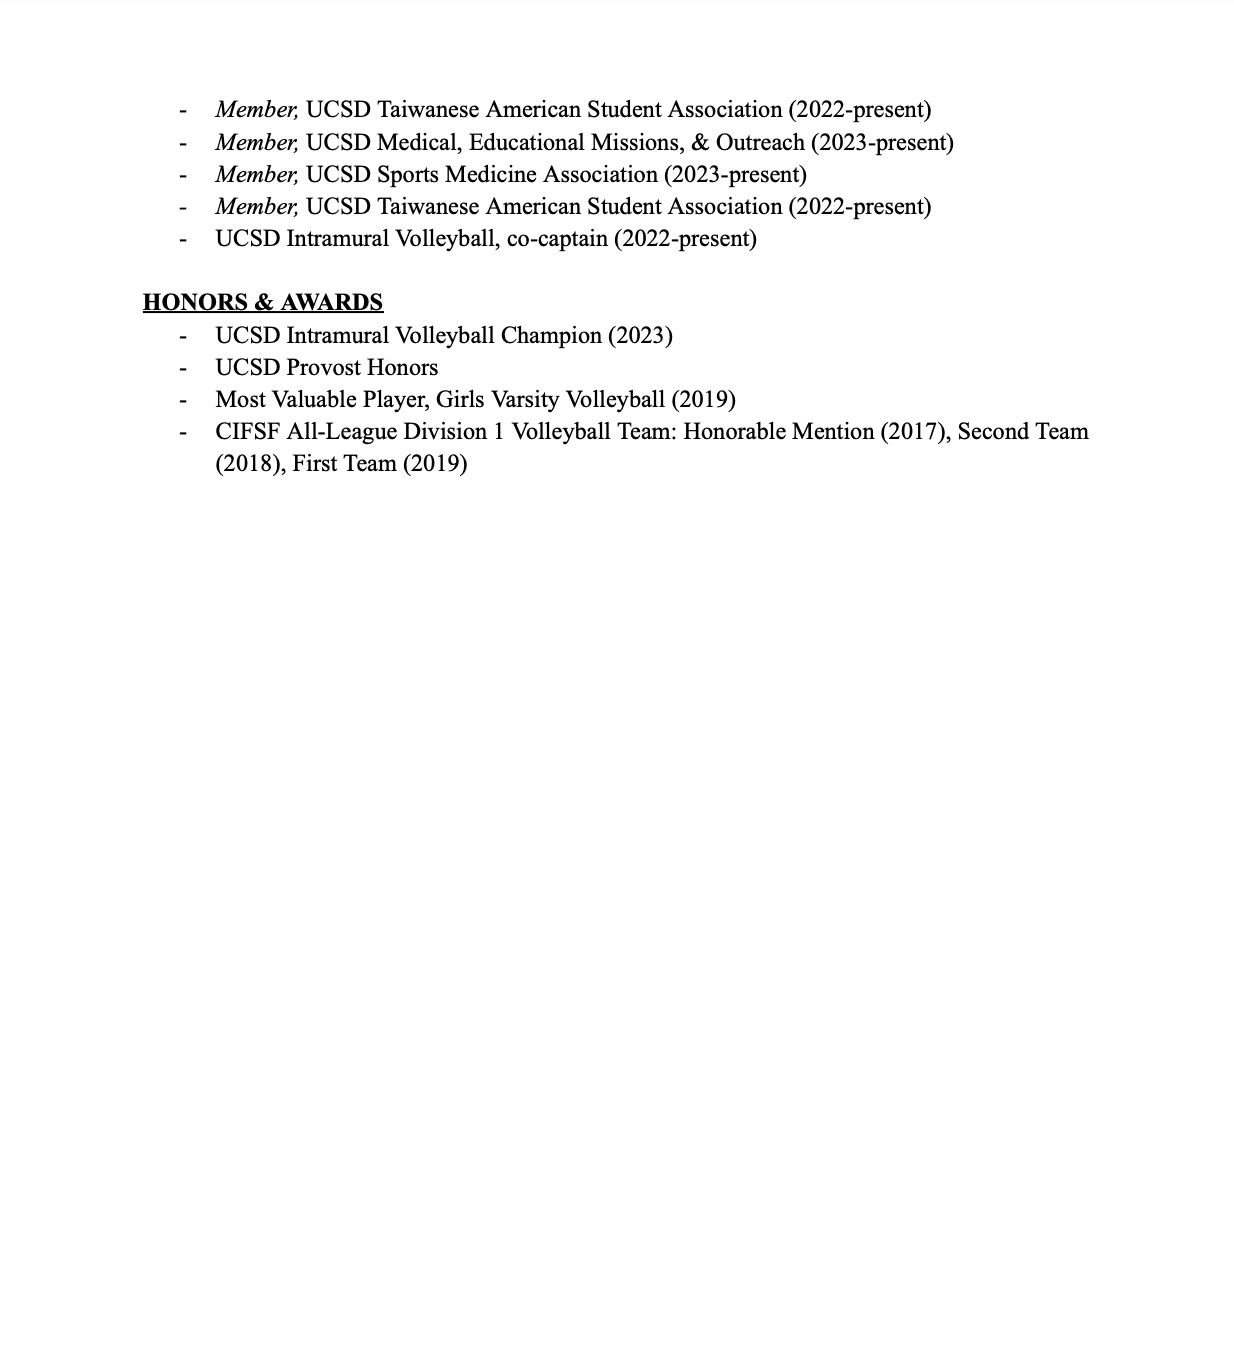 - Member, UCSD Taiwanese American Student Association (2022-present)
- Member, UCSD Medical, Educational Missions, & Outreach (2023-present)
- Member, UCSD Sports Medicine Association (2023-present)
- Member, UCSD Taiwanese American Student Association (2022-present)
- UCSD Intramural Volleyball, co-captain (2022-present)
HONORS & AWARDS
- UCSD Intramural Volleyball Champion (2023)
- UCSD Provost Honors
- Most Valuable Player, Girls Varsity Volleyball (2019)
- CIFSF All-League Division 1 Volleyball Team: Honorable Mention (2017), Second Team
(2018), First Team (2019)